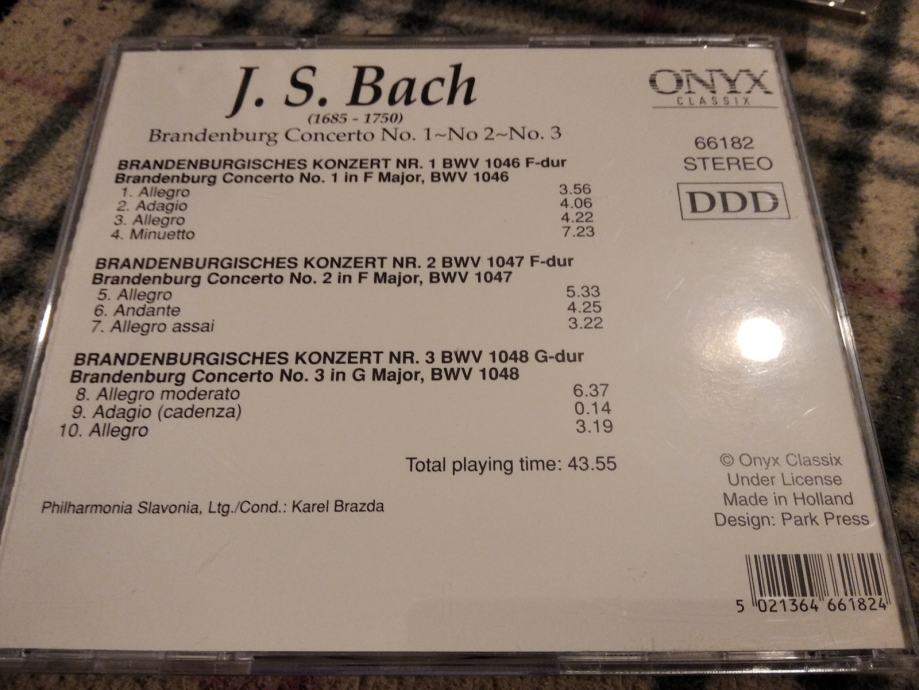 J. S. Bach
(1685 - 1750)
Brandenburg Concerto No. 1~No 2~No. 3
ONYX
CLASSIX
66182
STEREO
DDD
BRANDENBURGISCHES KONZERT NR. 1 BWV 1046 F-dur
Brandenburg Concerto No. 1 in F Major, BWV 1046
1. Allegro 3.56
2. Adagio 4.06
3. Allegro 4.22
4. Minuetto 7.23
BRANDENBURGISCHES KONZERT NR. 2 BWV 1047 F-dur
Brandenburg Concerto No. 2 in F Major, BWV 1047
5. Allegro 5.33
6. Andante 4.25
7. Allegro assai 3.22
BRANDENBURGISCHES KONZERT NR. 3 BWV 1048 G-dur
Brandenburg Concerto No. 3 in G Major, BWV 1048
8. Allegro moderato 6.37
9. Adagio (cadenza) 0.14
10. Allegro 3.19
Total playing time: 43.55
Philharmonia Slavonia, Ltg./Cond.: Karel Brazda
© Onyx Classix
Under License
Made in Holland
Design: Park Press
5 021364 661824